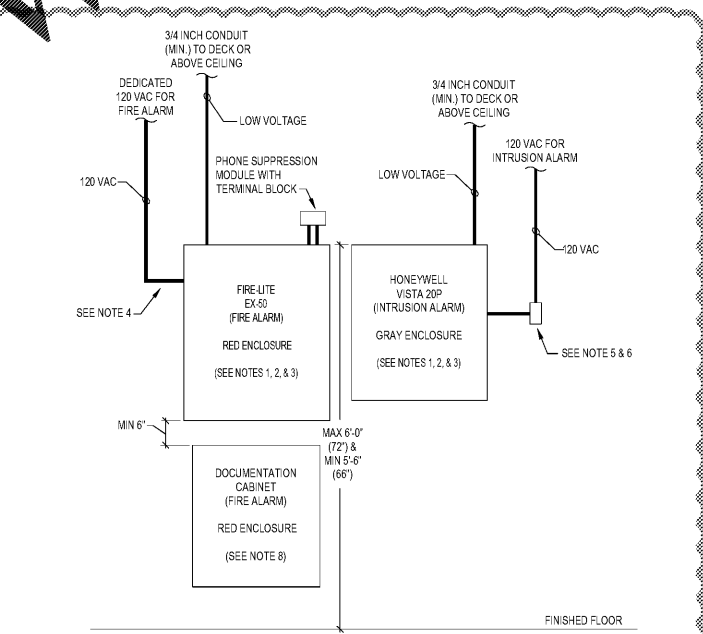 3/4 INCH CONDUIT
(MIN.) TO DECK OR
ABOVE CEILING
DEDICATED
120 VAC FOR
FIRE ALARM
LOW VOLTAGE
120 VAC
PHONE SUPPRESSION
MODULE WITH
TERMINAL BLOCK
3/4 INCH CONDUIT
(MIN.) TO DECK OR
ABOVE CEILING
120 VAC FOR
INTRUSION ALARM
LOW VOLTAGE
120 VAC
SEE NOTE 4
FIRE-LITE
EX-50
(FIRE ALARM)
RED ENCLOSURE
(SEE NOTES 1, 2, & 3)
HONEYWELL
VISTA 20P
(INTRUSION ALARM)
GRAY ENCLOSURE
(SEE NOTES 1, 2, & 3)
SEE NOTE 5 & 6
MIN 6"
MAX 6'-0"
(72") &
MIN 5'-6"
(66")
DOCUMENTATION
CABINET
(FIRE ALARM)
RED ENCLOSURE
(SEE NOTE 8)
FINISHED FLOOR